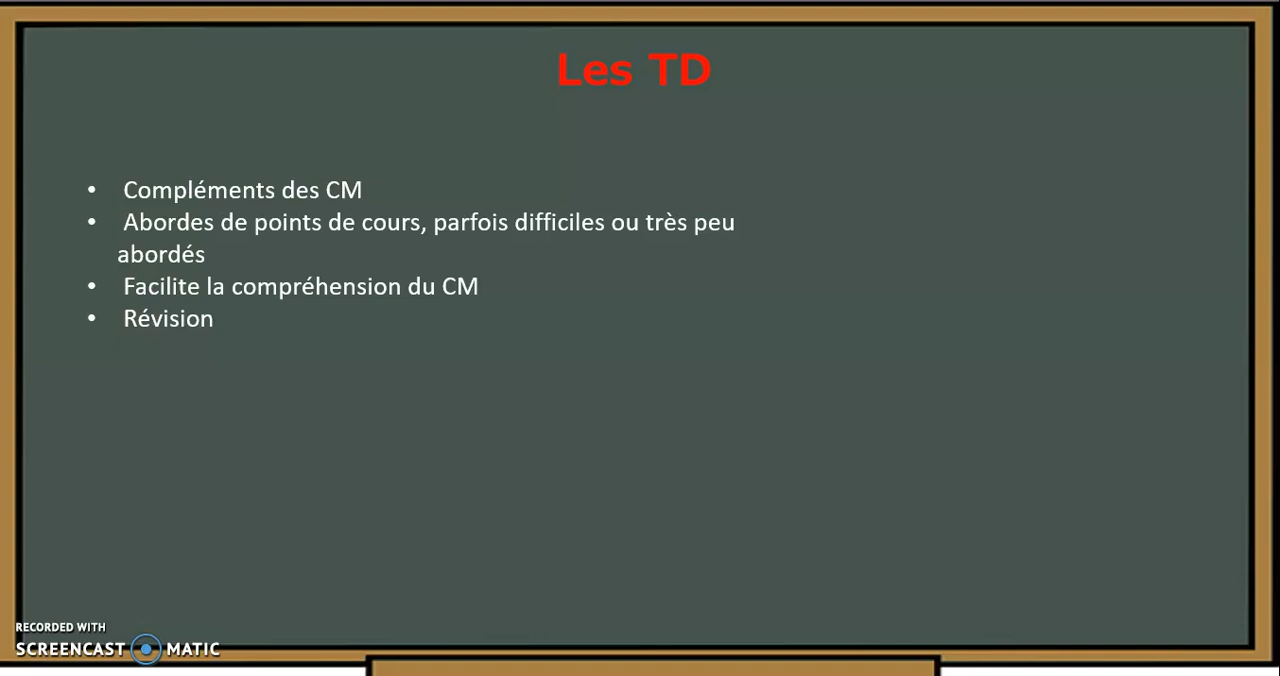 Les TD
• Compléments des CM
• Abordes de points de cours, parfois difficiles ou très peu
abordés
• Facilite la compréhension du CM
• Révision
RECORDED WITH
SCREENCAST MATIC